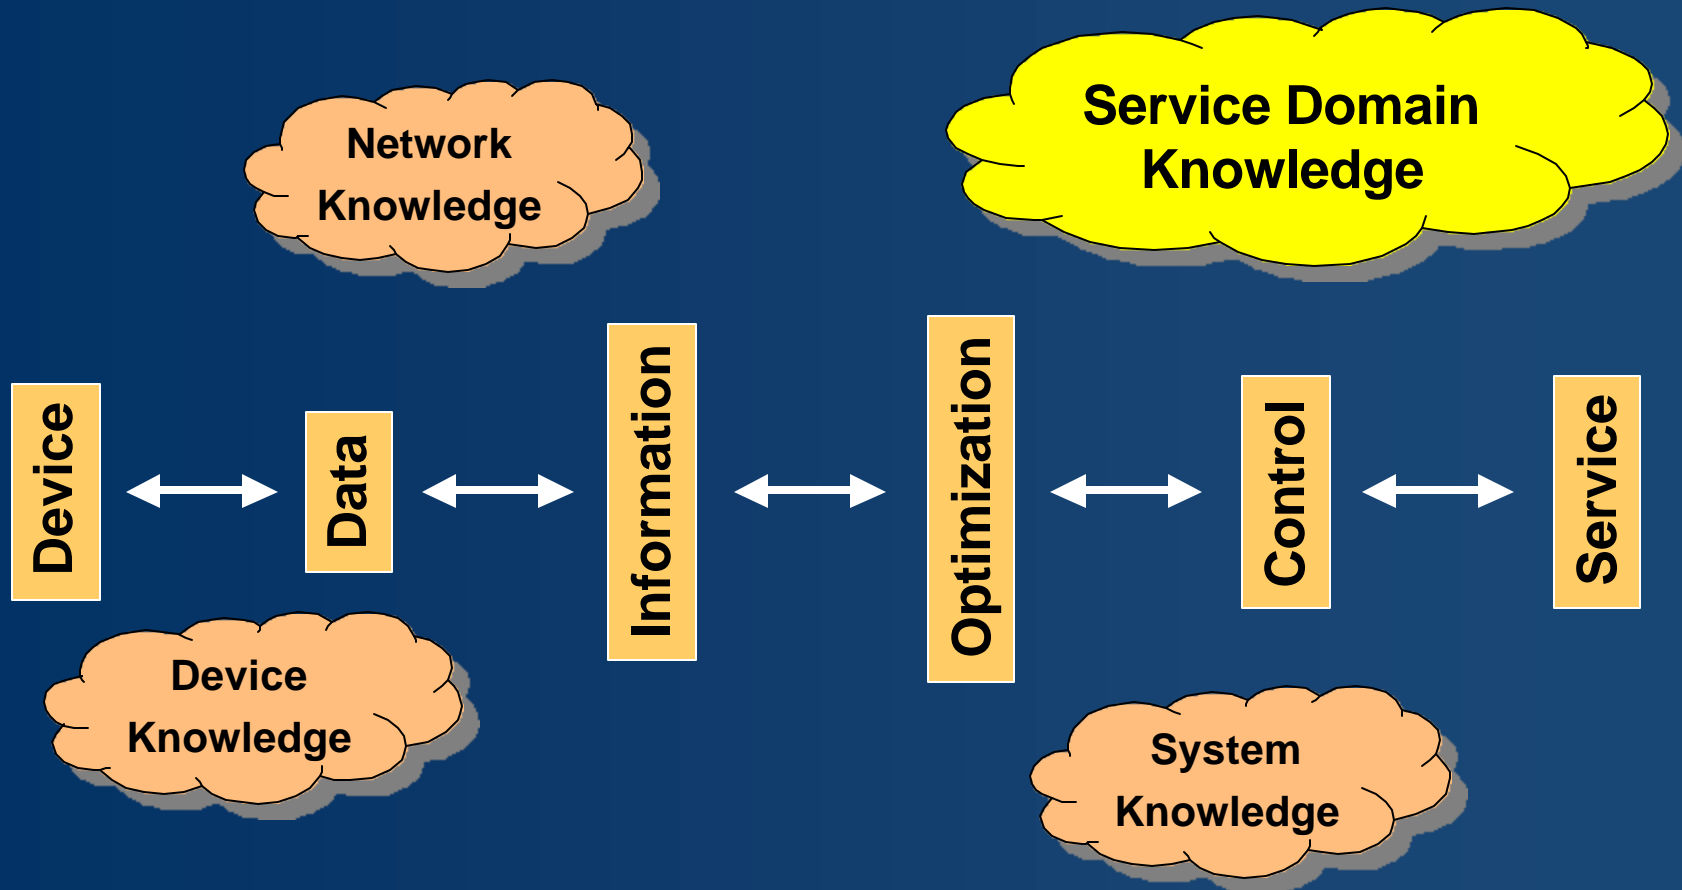 Network
Knowledge
Service Domain
Knowledge
Device
Data
Information
Optimization
Control
Service
Device
Knowledge
System
Knowledge